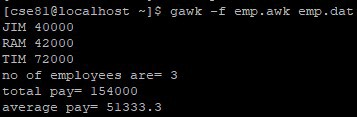 [cse81@localhost ~]$ gawk -f emp.awk emp.dat
JIM 40000
RAM 42000
TIM 72000
no of employees are= 3
total pay= 154000
average pay= 51333.3